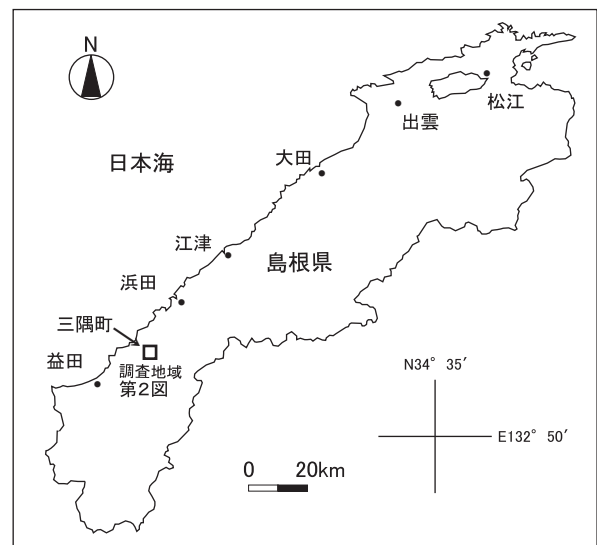 N
松江
出雲
日本海
大田
江津
島根県
浜田
三隅町
益田
調査地域
第2図
N34° 35′
E132° 50′
0 20km